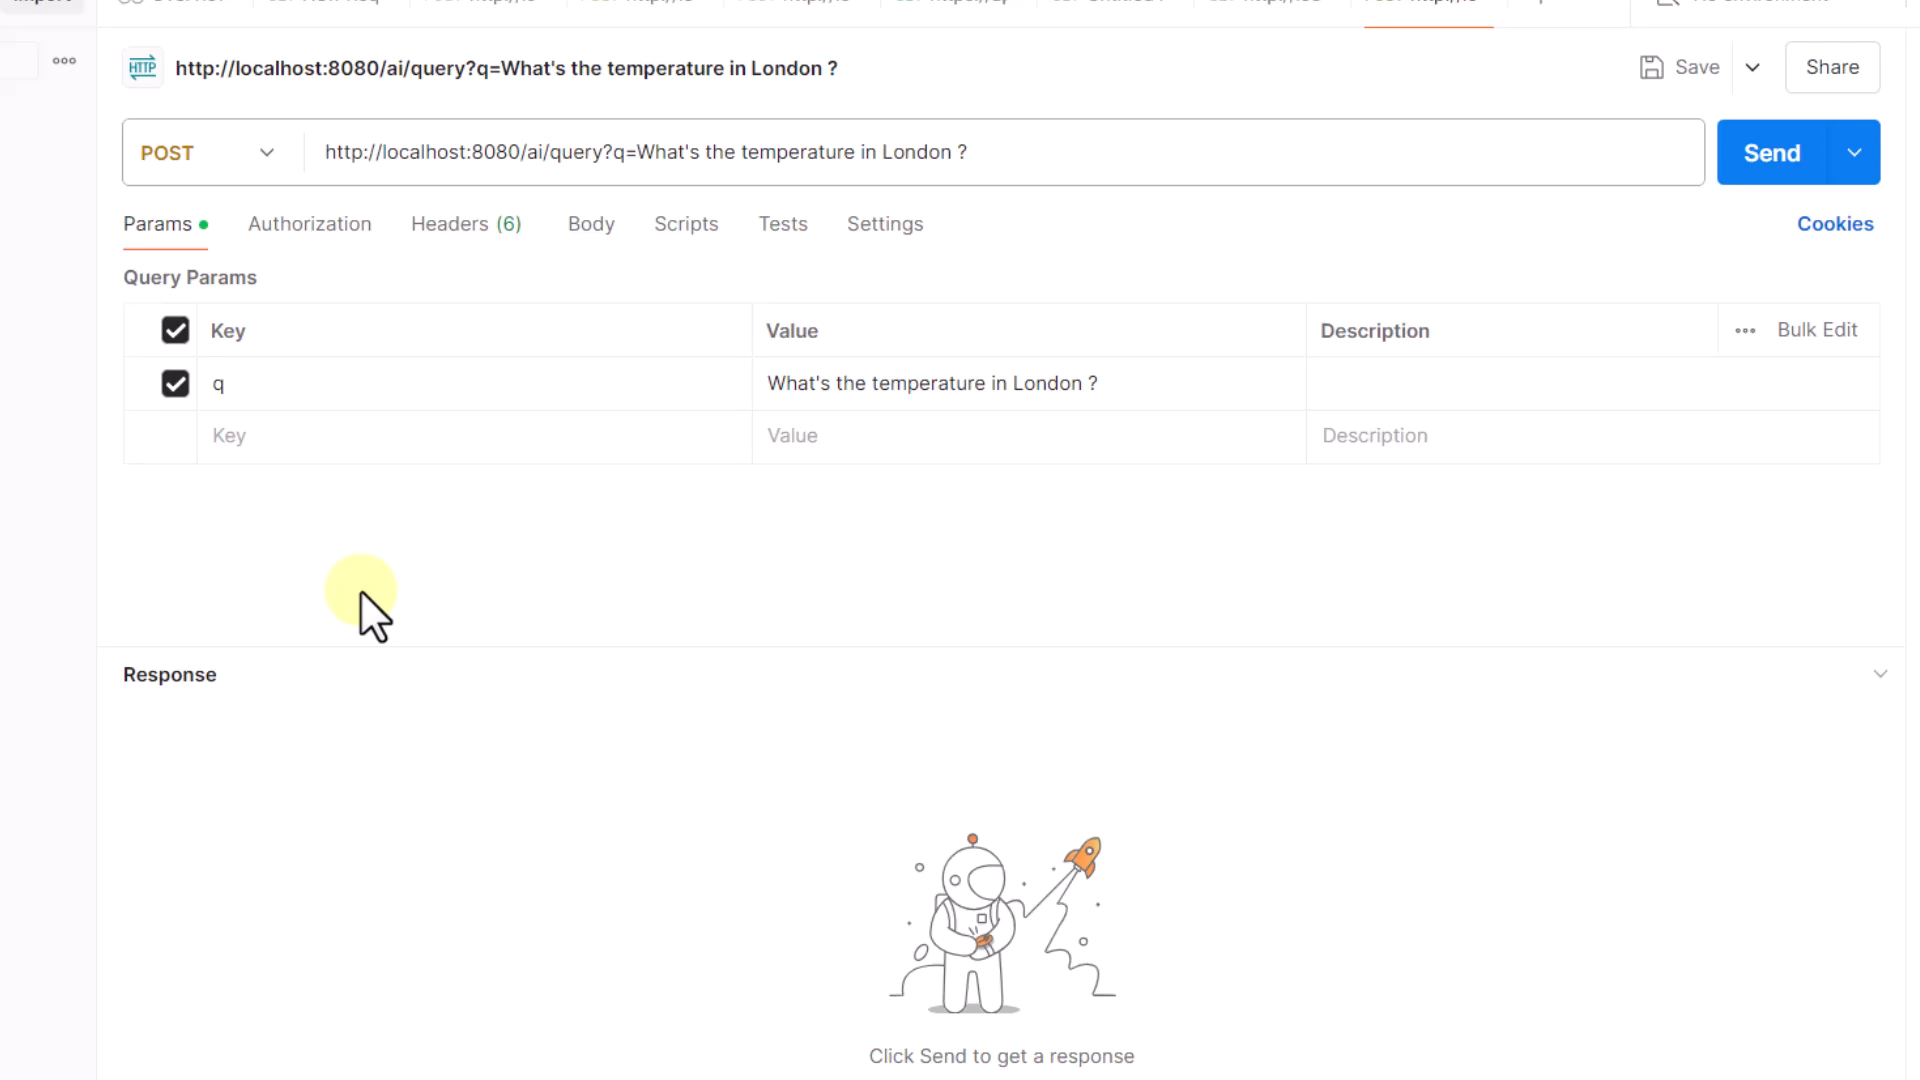 HTTP http://localhost:8080/ai/query?q=What's the temperature in London ?
Save
Share
POST
http://localhost:8080/ai/query?q=What's the temperature in London ?
Send
Params
Authorization
Headers (6)
Body
Scripts
Tests
Settings
Cookies
Query Params
Key
Value
Description
Bulk Edit
q
What's the temperature in London ?
Key
Value
Description
Response
Click Send to get a response